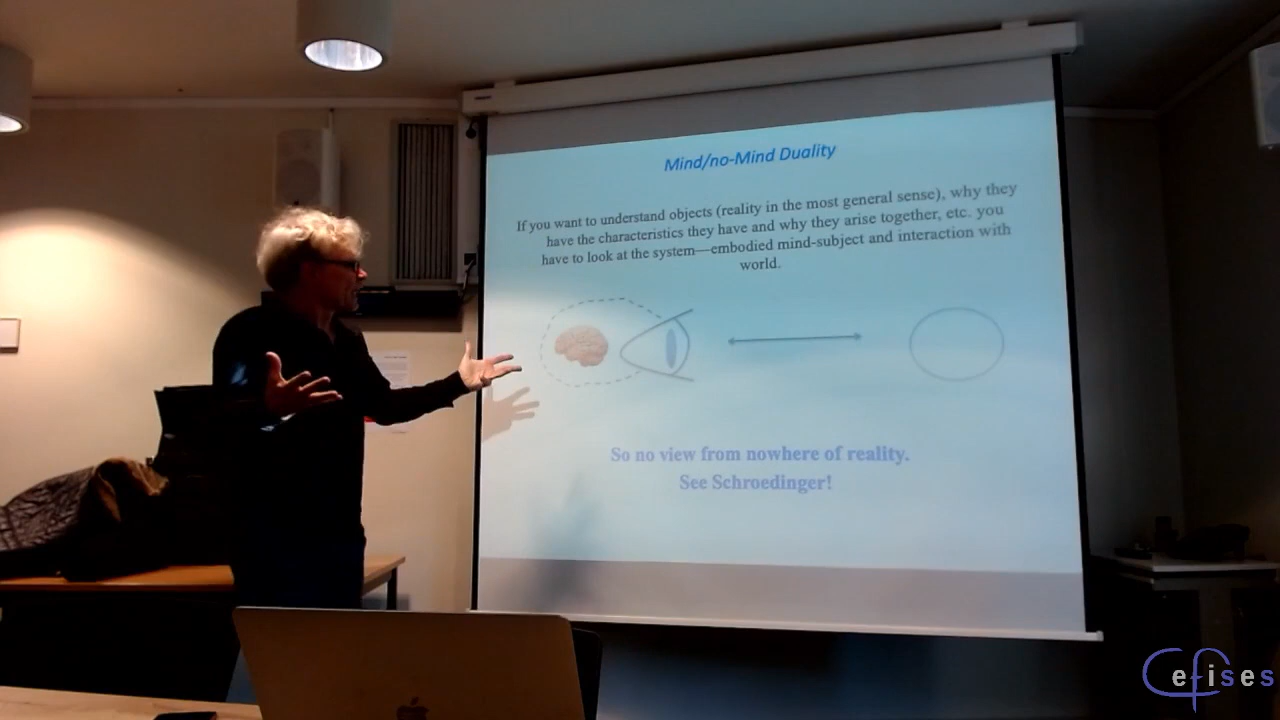 Mind/no-Mind Duality
If you want to understand objects (reality in the most general sense), why they
have the characteristics they have and why they arise together, etc. you
have to look at the system—embodied mind-subject and interaction with
world.
So no view from nowhere of reality.
See Schroedinger!
Cefises